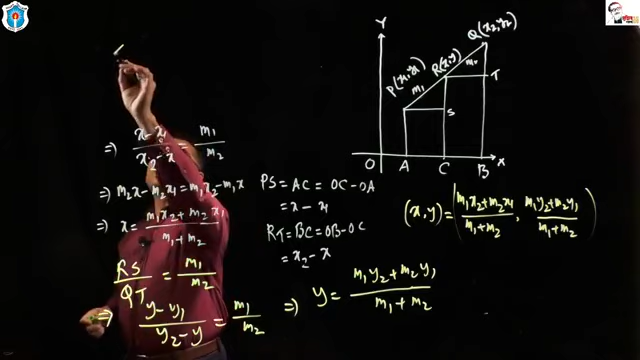 ⇒ x - x₁ / x₂ - x = m₁ / m₂
⇒ m₂x - m₂x₁ = m₁x₂ - m₁x
⇒ x = m₁x₂ + m₂x₁ / m₁ + m₂
RS / QT = m₁ / m₂
⇒ y - y₁ / y₂ - y = m₁ / m₂
⇒ y = m₁y₂ + m₂y₁ / m₁ + m₂
PS = AC = OC - OA
= x - x₁
RT = BC = OB - OC
= x₂ - x
Y
Q(x₂, y₂)
R(x, y)
m₂
P(x₁, y₁)
m₁
T
S
O A C B X
(x, y) = (m₁x₂ + m₂x₁ / m₁ + m₂, m₁y₂ + m₂y₁ / m₁ + m₂)